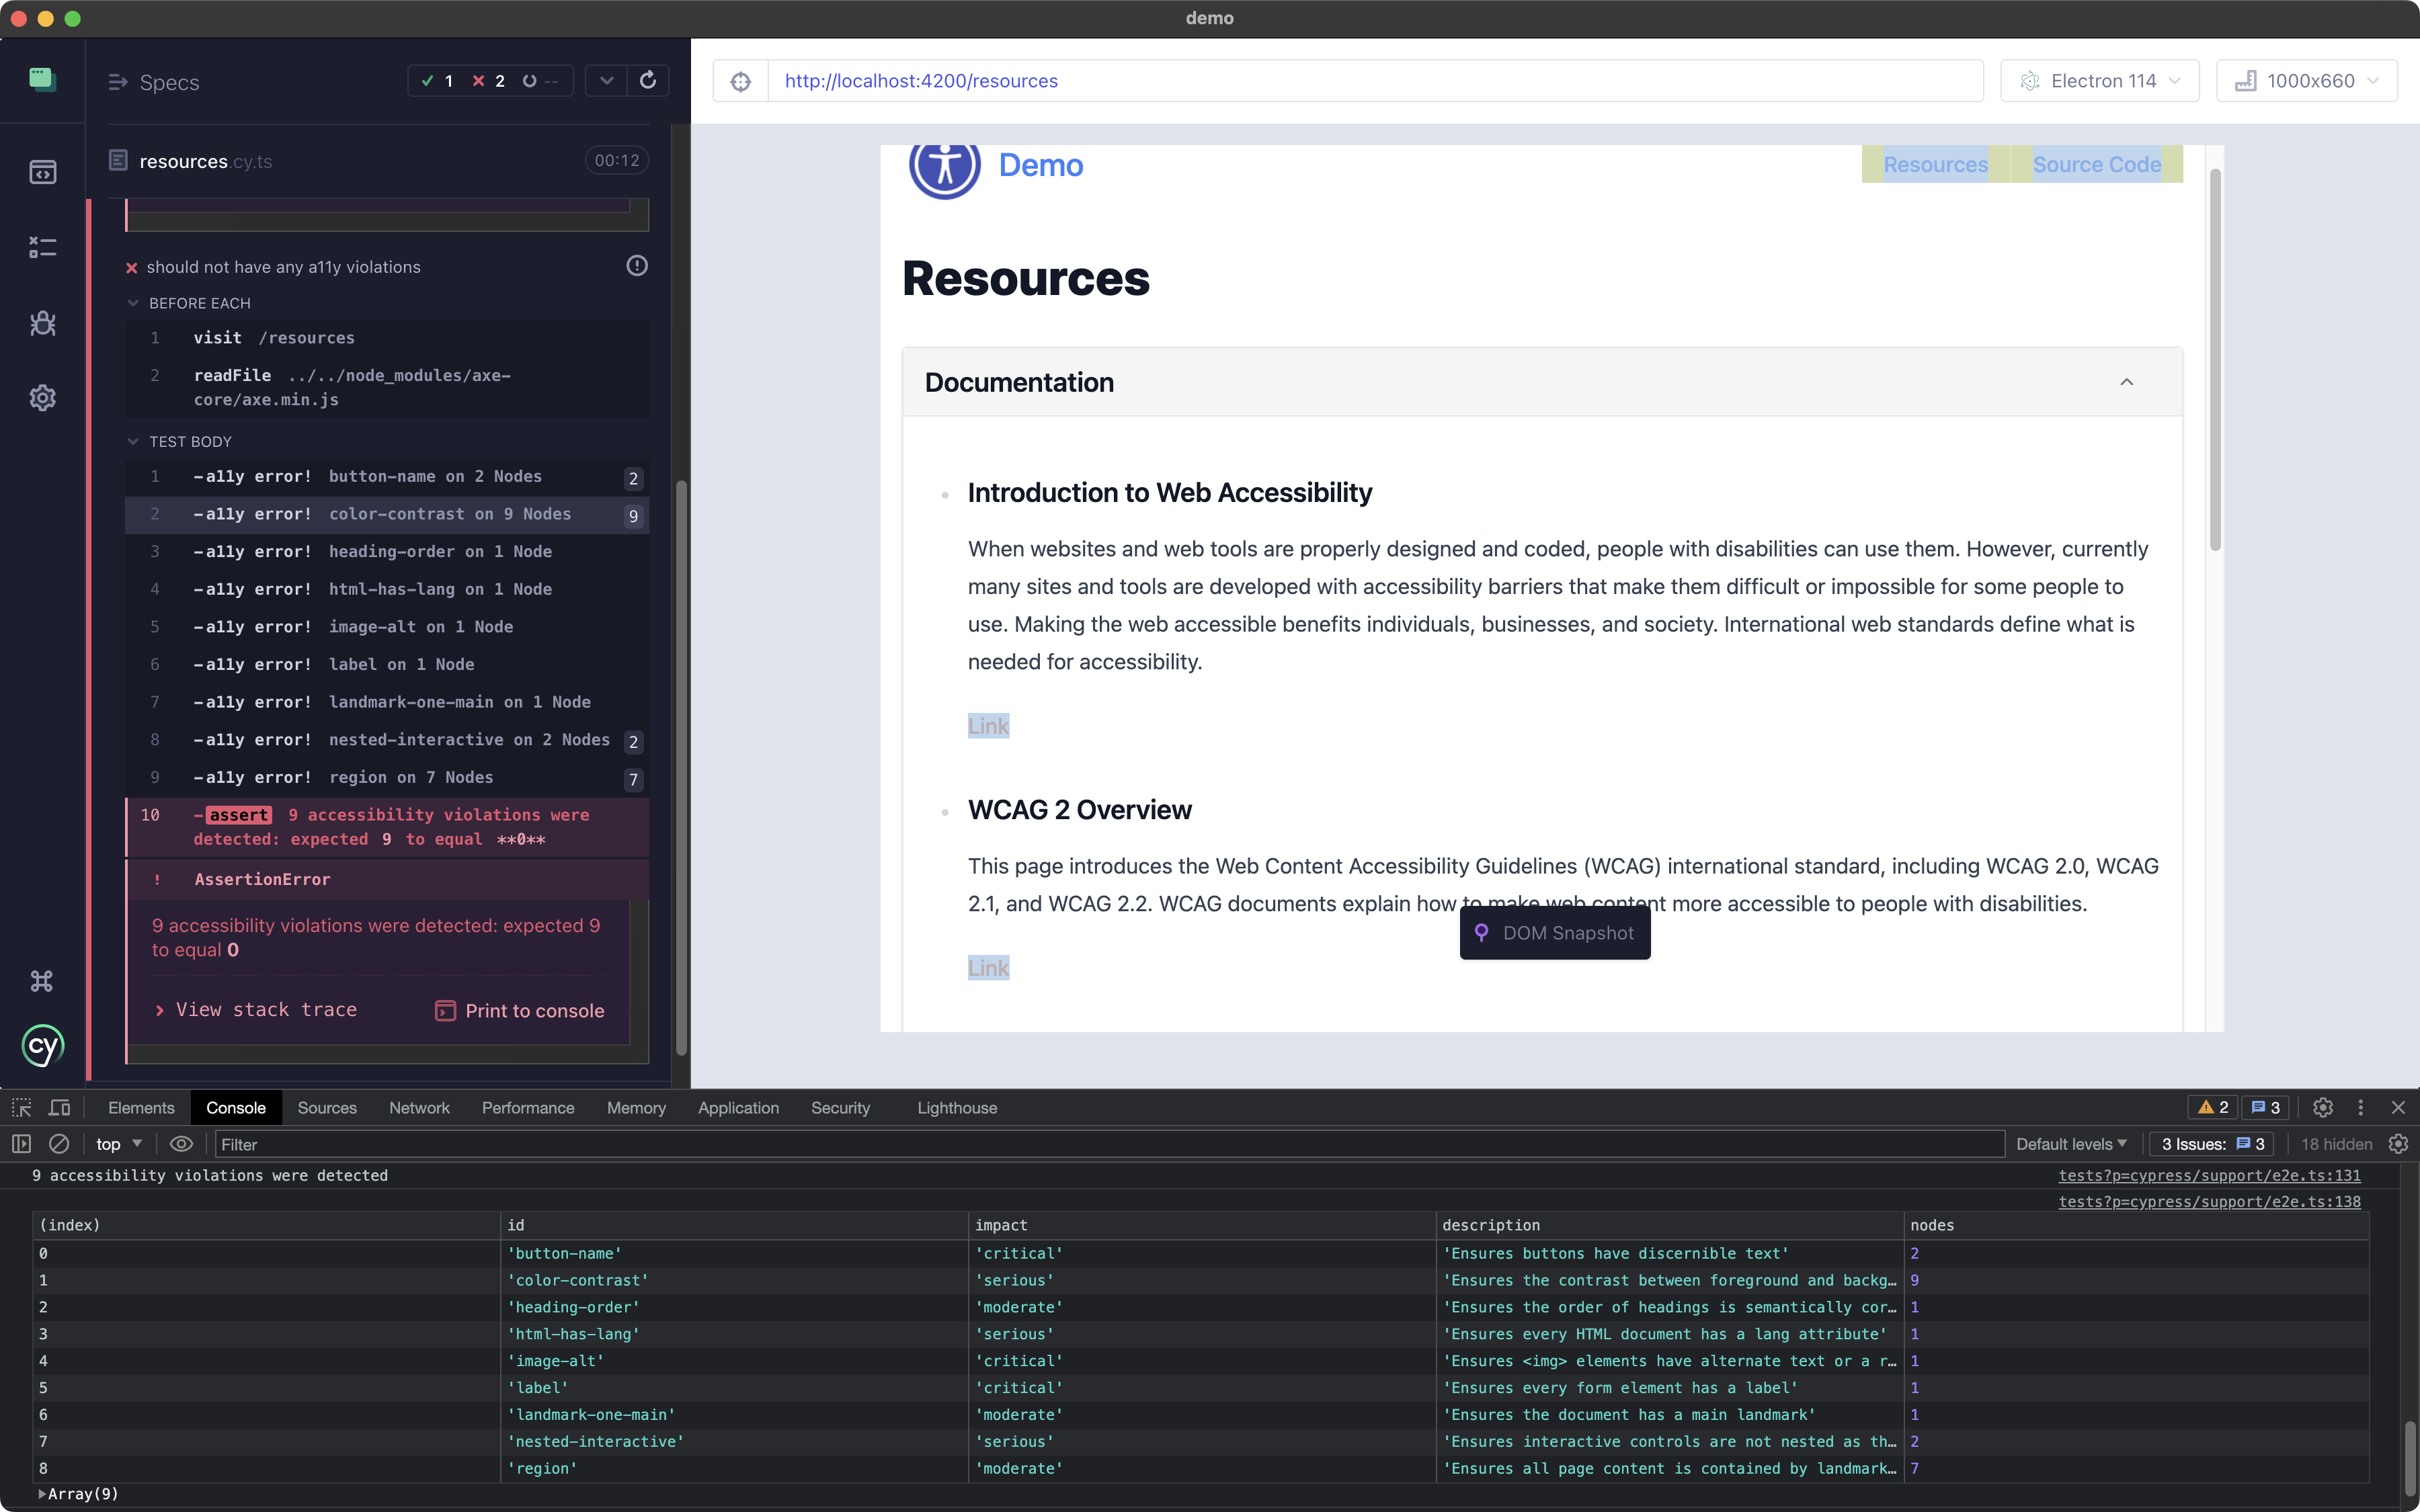 demo
Specs
1 2 --
resources.cy.ts 00:12
should not have any a11y violations
BEFORE EACH
1 visit /resources
2 readFile ../../node_modules/axe-
core/axe.min.js
TEST BODY
1 -a11y error! button-name on 2 Nodes 2
2 -a11y error! color-contrast on 9 Nodes 9
3 -a11y error! heading-order on 1 Node
4 -a11y error! html-has-lang on 1 Node
5 -a11y error! image-alt on 1 Node
6 -a11y error! label on 1 Node
7 -a11y error! landmark-one-main on 1 Node
8 -a11y error! nested-interactive on 2 Nodes 2
9 -a11y error! region on 7 Nodes 7
10 -assert 9 accessibility violations were
detected: expected 9 to equal **0**
! AssertionError
9 accessibility violations were detected: expected 9
to equal 0
View stack trace Print to console
cy
http://localhost:4200/resources Electron 114 1000x660
Demo Resources Source Code
Resources
Documentation
Introduction to Web Accessibility
When websites and web tools are properly designed and coded, people with disabilities can use them. However, currently
many sites and tools are developed with accessibility barriers that make them difficult or impossible for some people to
use. Making the web accessible benefits individuals, businesses, and society. International web standards define what is
needed for accessibility.
Link
WCAG 2 Overview
This page introduces the Web Content Accessibility Guidelines (WCAG) international standard, including WCAG 2.0, WCAG
2.1, and WCAG 2.2. WCAG documents explain how to make web content more accessible to people with disabilities.
DOM Snapshot
Link
Elements Console Sources Network Performance Memory Application Security Lighthouse 2 3
top Filter Default levels 3 Issues: 3 18 hidden
9 accessibility violations were detected tests?p=cypress/support/e2e.ts:131
tests?p=cypress/support/e2e.ts:138
(index) id impact description nodes
0 'button-name' 'critical' 'Ensures buttons have discernible text' 2
1 'color-contrast' 'serious' 'Ensures the contrast between foreground and backg… 9
2 'heading-order' 'moderate' 'Ensures the order of headings is semantically cor… 1
3 'html-has-lang' 'serious' 'Ensures every HTML document has a lang attribute' 1
4 'image-alt' 'critical' 'Ensures <img> elements have alternate text or a r… 1
5 'label' 'critical' 'Ensures every form element has a label' 1
6 'landmark-one-main' 'moderate' 'Ensures the document has a main landmark' 1
7 'nested-interactive' 'serious' 'Ensures interactive controls are not nested as th… 2
8 'region' 'moderate' 'Ensures all page content is contained by landmark… 7
Array(9)